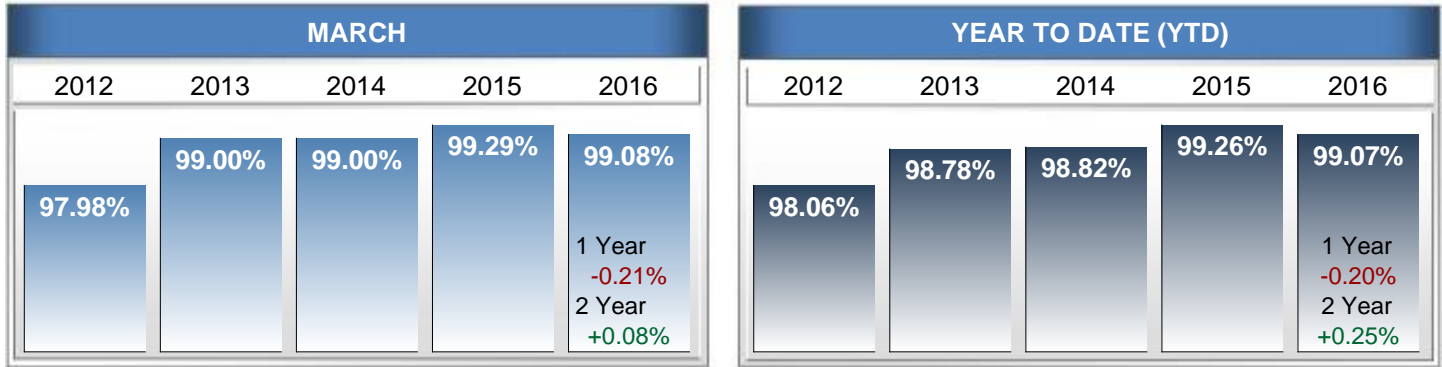 MARCH
2012 2013 2014 2015 2016
97.98% 99.00% 99.00% 99.29% 99.08%
1 Year
-0.21%
2 Year
+0.08%
YEAR TO DATE (YTD)
2012 2013 2014 2015 2016
98.06% 98.78% 98.82% 99.26% 99.07%
1 Year
-0.20%
2 Year
+0.25%